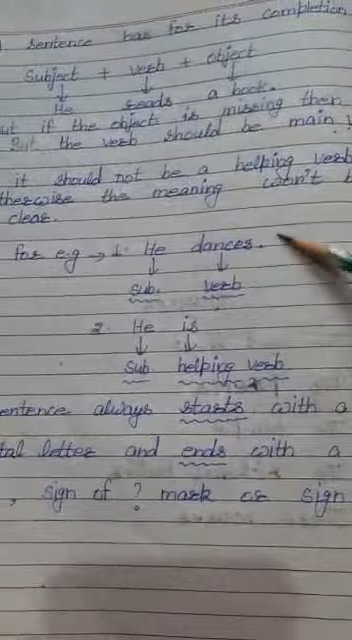 sentence has for its completion
Subject + verb + object
↓ ↓ ↓
He reads a book.
ut if the object is missing then
But the verb should be main
it should not be a helping verb
therwise the meaning
clear.
For e.g → 1. He dances.
↓ ↓
sub. verb
2. He is
↓ ↓
sub helping verb
entence always starts with a
tal letter and ends with a
, sign of ? mark or sign